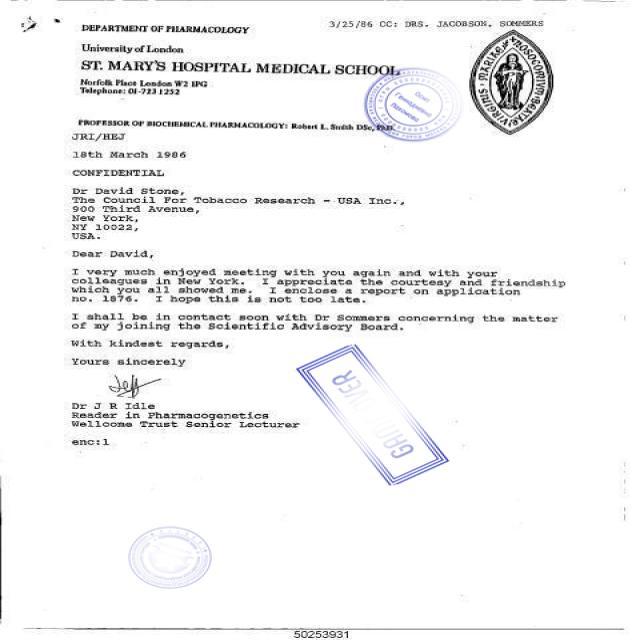 3/25/86 CC: DRS. JACOBSON, SOMMERS
DEPARTMENT OF PHARMACOLOGY
University of London
ST. MARY'S HOSPITAL MEDICAL SCHOOL
Norfolk Place London W2 1PG
Telephone: 01-723 1252
PROFESSOR OF BIOCHEMICAL PHARMACOLOGY: Robert L. Smith DSc, Ph.D.
JRI/HEJ
18th March 1986
CONFIDENTIAL
Dr David Stone,
The Council For Tobacco Research - USA Inc.,
900 Third Avenue,
New York,
NY 10022,
USA.
Dear David,
I very much enjoyed meeting with you again and with your
colleagues in New York. I appreciate the courtesy and friendship
which you all showed me. I enclose a report on application
no. 1876. I hope this is not too late.
I shall be in contact soon with Dr Sommers concerning the matter
of my joining the Scientific Advisory Board.
With kindest regards,
Yours sincerely
Jeff
Dr J R Idle
Reader in Pharmacogenetics
Wellcome Trust Senior Lecturer
enc:1
50253931